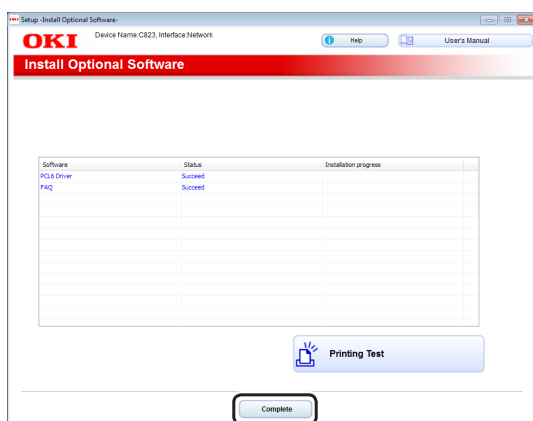 OKI Setup -Install Optional Software-
OKI
Device Name:C823, Interface:Network
Help
User's Manual
Install Optional Software
Software Status Installation progress
PCL6 Driver Succeed
FAQ Succeed
Printing Test
Complete